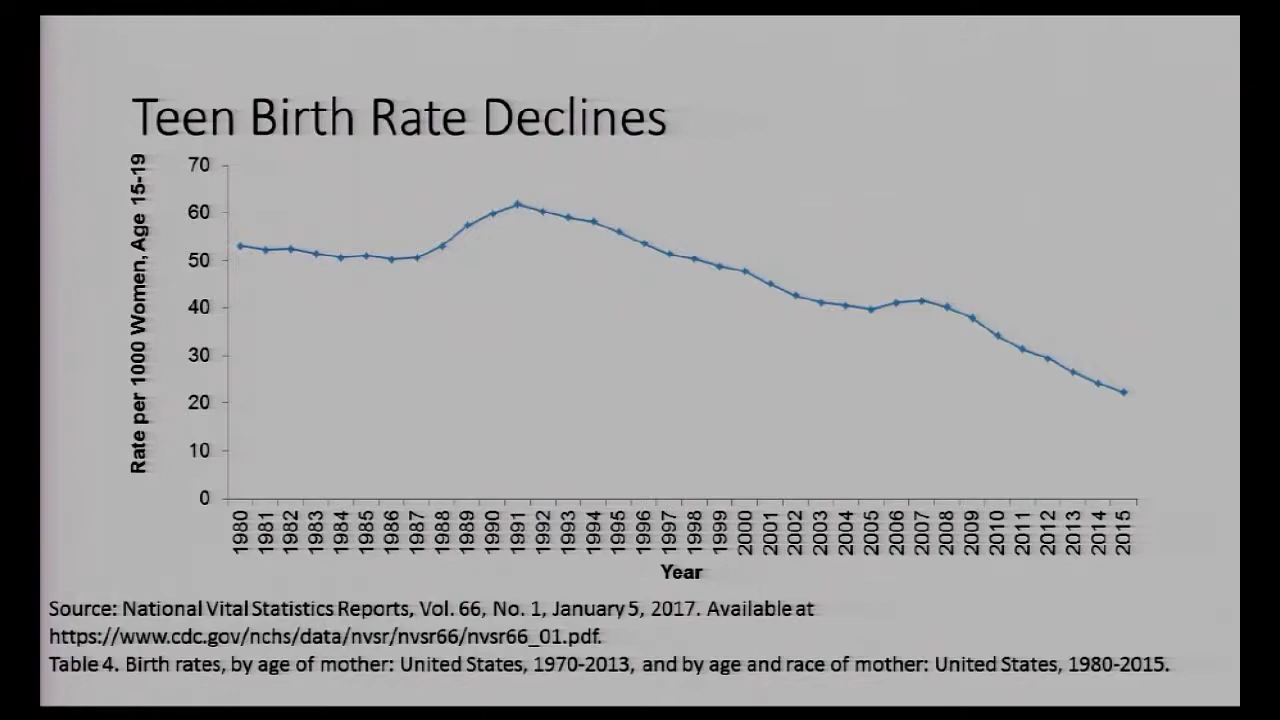 Teen Birth Rate Declines
Rate per 1000 Women, Age 15-19
70
60
50
40
30
20
10
0
1980 1981 1982 1983 1984 1985 1986 1987 1988 1989 1990 1991 1992 1993 1994 1995 1996 1997 1998 1999 2000 2001 2002 2003 2004 2005 2006 2007 2008 2009 2010 2011 2012 2013 2014 2015
Year
Source: National Vital Statistics Reports, Vol. 66, No. 1, January 5, 2017. Available at
https://www.cdc.gov/nchs/data/nvsr/nvsr66/nvsr66_01.pdf.
Table 4. Birth rates, by age of mother: United States, 1970-2013, and by age and race of mother: United States, 1980-2015.